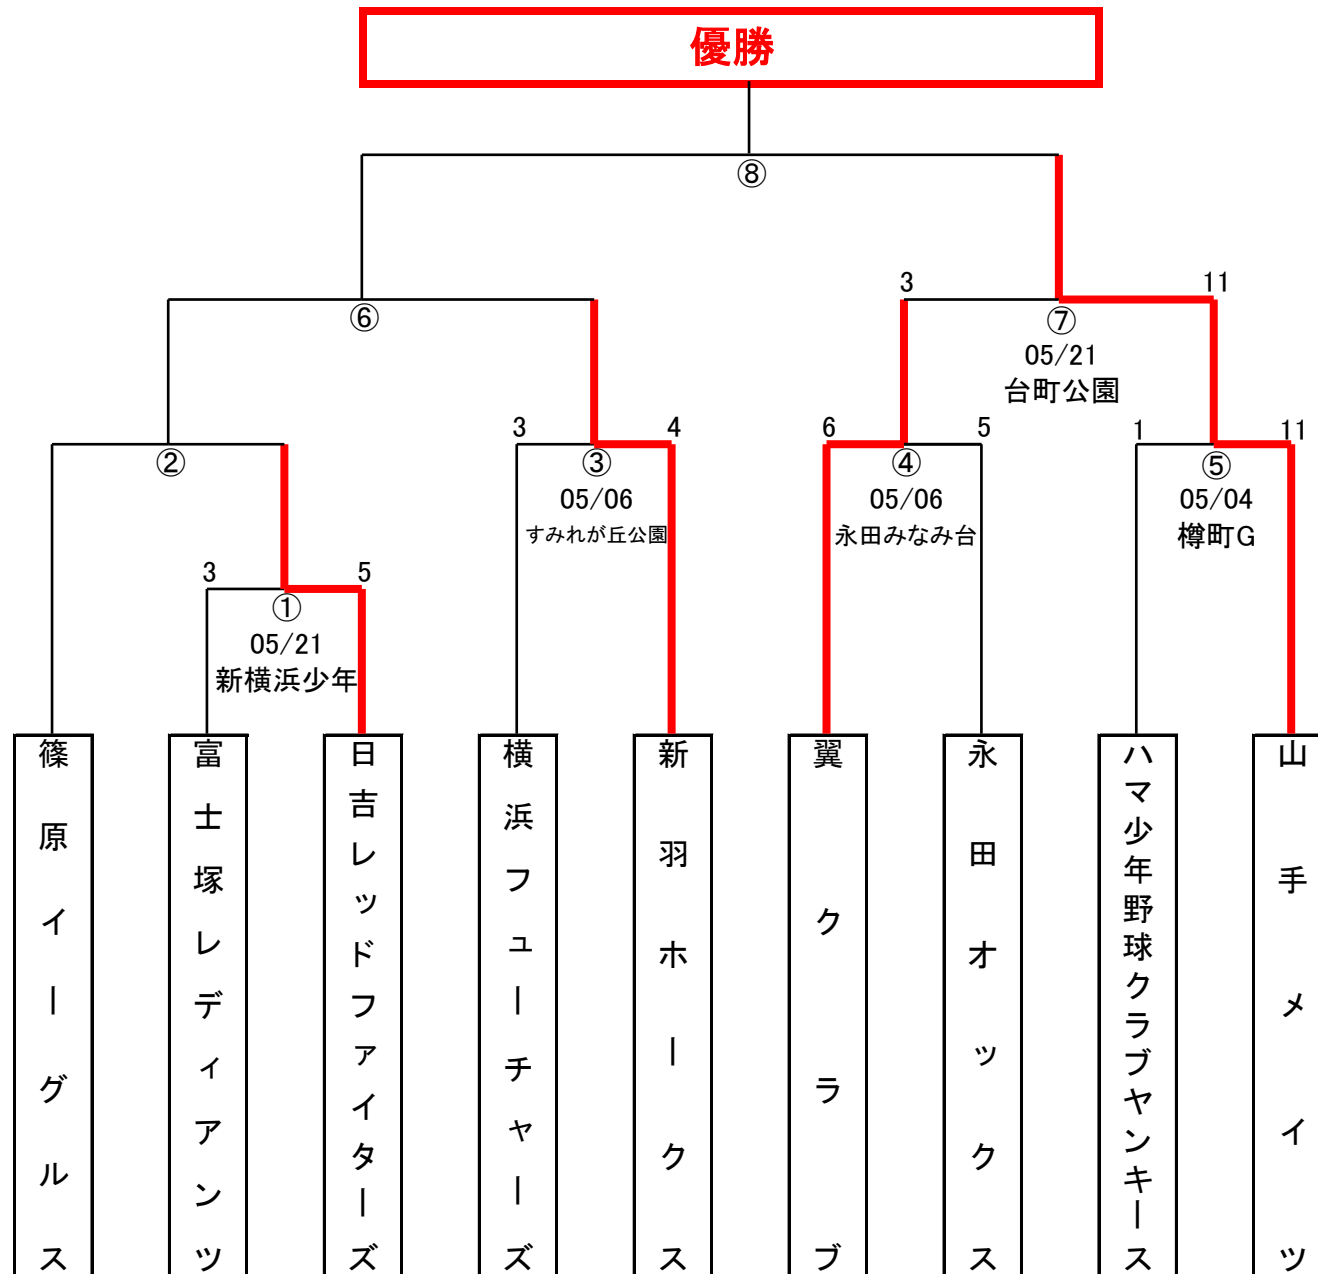 優勝
⑧
3
11
⑥
⑦
05/21
台町公園
3
4
6
5
1
11
②
③
④
⑤
05/06
05/06
05/04
すみれが丘公園
永田みなみ台
樽町G
3
5
①
05/21
新横浜少年
篠原イーグルス
富士塚レディアンツ
日吉レッドファイターズ
横浜フューチャーズ
新羽ホークス
翼クラブ
永田オックス
ハマ少年野球クラブヤンキース
山手メイツ